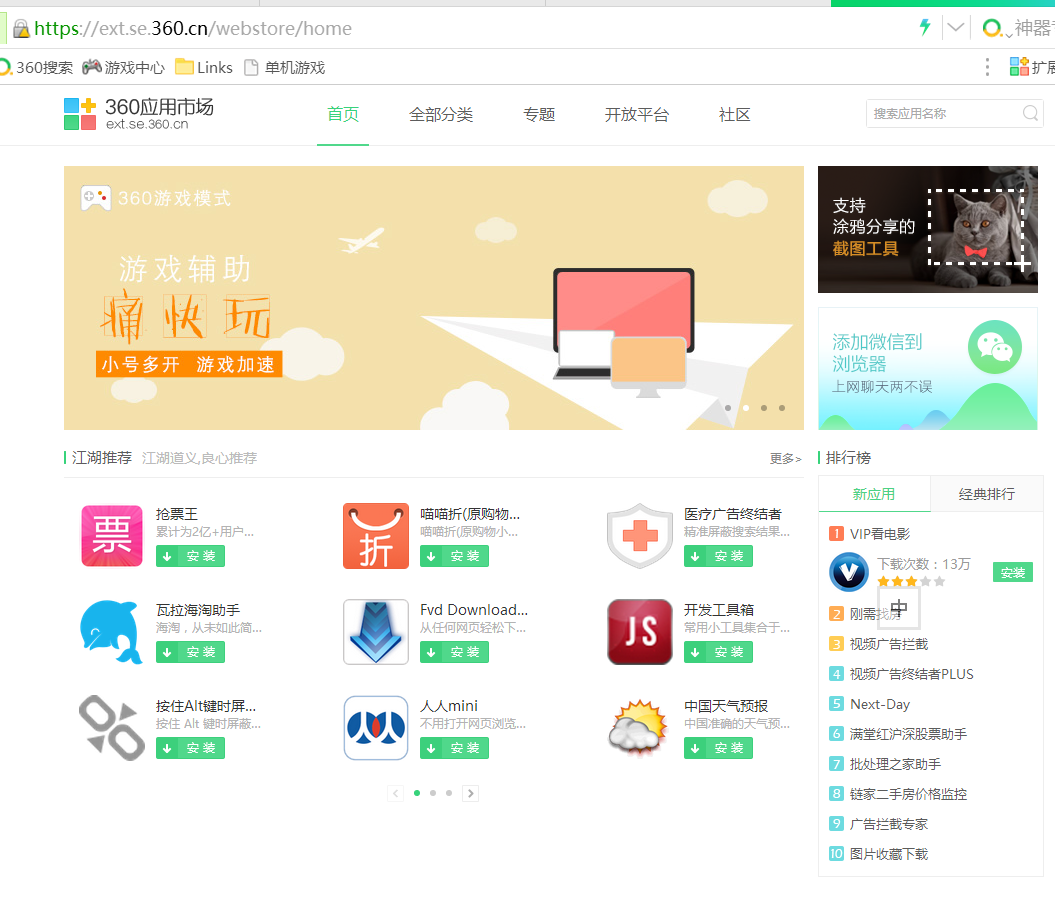 https://ext.se.360.cn/webstore/home
神器
360搜索
游戏中心
Links
单机游戏
扩展
360应用市场
ext.se.360.cn
首页
全部分类
专题
开放平台
社区
搜索应用名称
360游戏模式
游戏辅助
痛快玩
小号多开 游戏加速
支持
涂鸦分享的
截图工具
添加微信到
浏览器
上网聊天两不误
江湖推荐
江湖道义,良心推荐
更多>
排行榜
票
抢票王
累计为2亿+用户...
安装
折
喵喵折(原购物...
喵喵折(原购物小...
安装
医疗广告终结者
精准屏蔽搜索结果...
安装
瓦拉海淘助手
海淘，从未如此简...
安装
Fvd Download...
从任何网页轻松下...
安装
JS
开发工具箱
常用小工具集合于...
安装
按住Alt键时屏...
按住 Alt 键时屏蔽...
安装
人人mini
不用打开网页浏览...
安装
中国天气预报
中国准确的天气预...
安装
新应用
经典排行
1 VIP看电影
V
下载次数：13万
安装
中
2 刚需找房
3 视频广告拦截
4 视频广告终结者PLUS
5 Next-Day
6 满堂红沪深股票助手
7 批处理之家助手
8 链家二手房价格监控
9 广告拦截专家
10 图片收藏下载